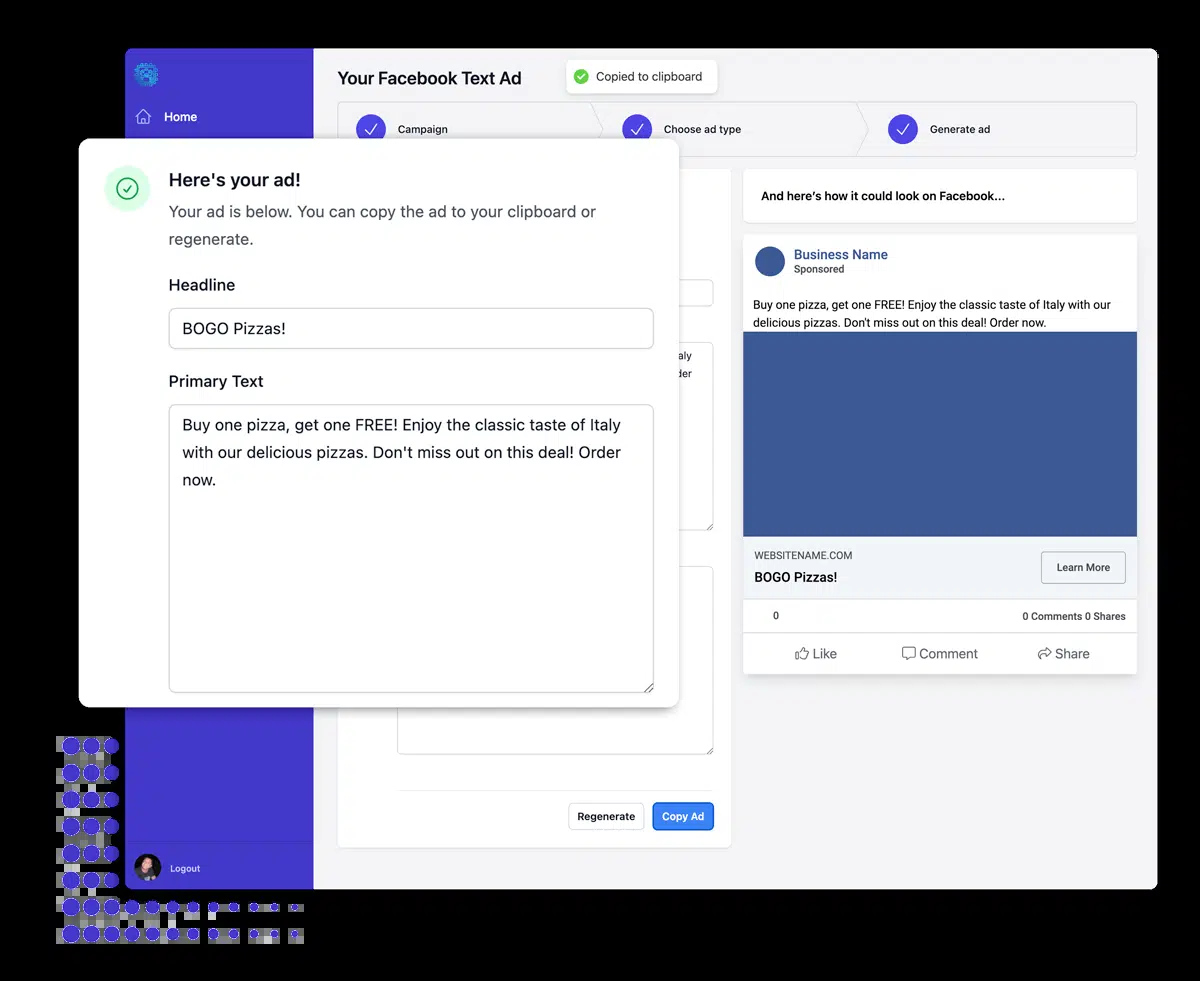 Your Facebook Text Ad
Copied to clipboard
Home
Campaign
Choose ad type
Generate ad
Here's your ad!
Your ad is below. You can copy the ad to your clipboard or
regenerate.
Headline
BOGO Pizzas!
Primary Text
Buy one pizza, get one FREE! Enjoy the classic taste of Italy
with our delicious pizzas. Don't miss out on this deal! Order
now.
aly
der
Regenerate
Copy Ad
Logout
And here's how it could look on Facebook...
Business Name
Sponsored
Buy one pizza, get one FREE! Enjoy the classic taste of Italy with our
delicious pizzas. Don't miss out on this deal! Order now.
WEBSITENAME.COM
BOGO Pizzas!
Learn More
0
0 Comments 0 Shares
Like
Comment
Share